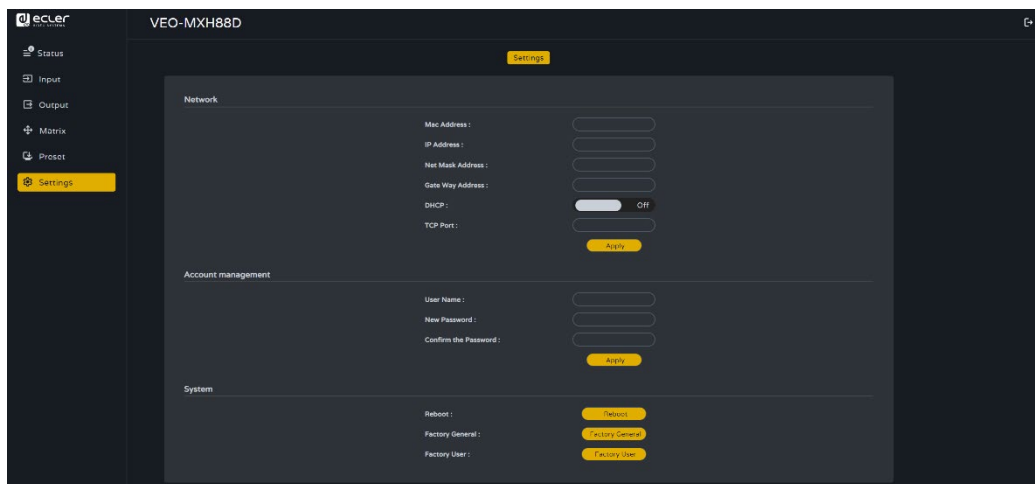 ecler
VEO-MXH88D
Status
Input
Output
Matrix
Preset
Settings
Settings
Network
Mac Address :
IP Address :
Net Mask Address :
Gate Way Address :
DHCP :
Off
TCP Port :
Apply
Account management
User Name :
New Password :
Confirm the Password :
Apply
System
Reboot :
Reboot
Factory General :
Factory General
Factory User :
Factory User